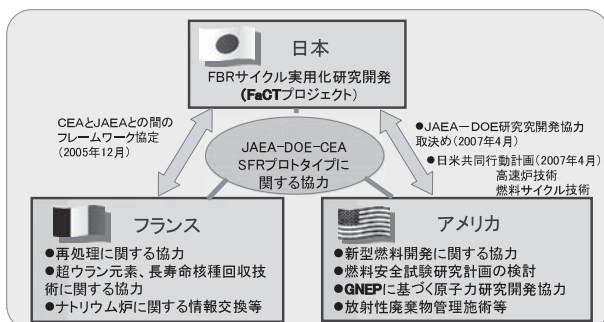 日本
FBRサイクル実用化研究開発
(FaCTプロジェクト)
CEAとJAEAとの間の
フレームワーク協定
(2005年12月)
JAEA-DOE-CEA
SFRプロトタイプに
関する協力
●JAEA−DOE研究究開発協力
取決め(2007年4月)
●日米共同行動計画(2007年4月)
高速炉技術
燃料サイクル技術
フランス
●再処理に関する協力
●超ウラン元素、長寿命核種回収技
術に関する協力
●ナトリウム炉に関する情報交換等
アメリカ
●新型燃料開発に関する協力
●燃料安全試験研究計画の検討
●GNEPに基づく原子力研究開発協力
●放射性廃棄物管理施術等